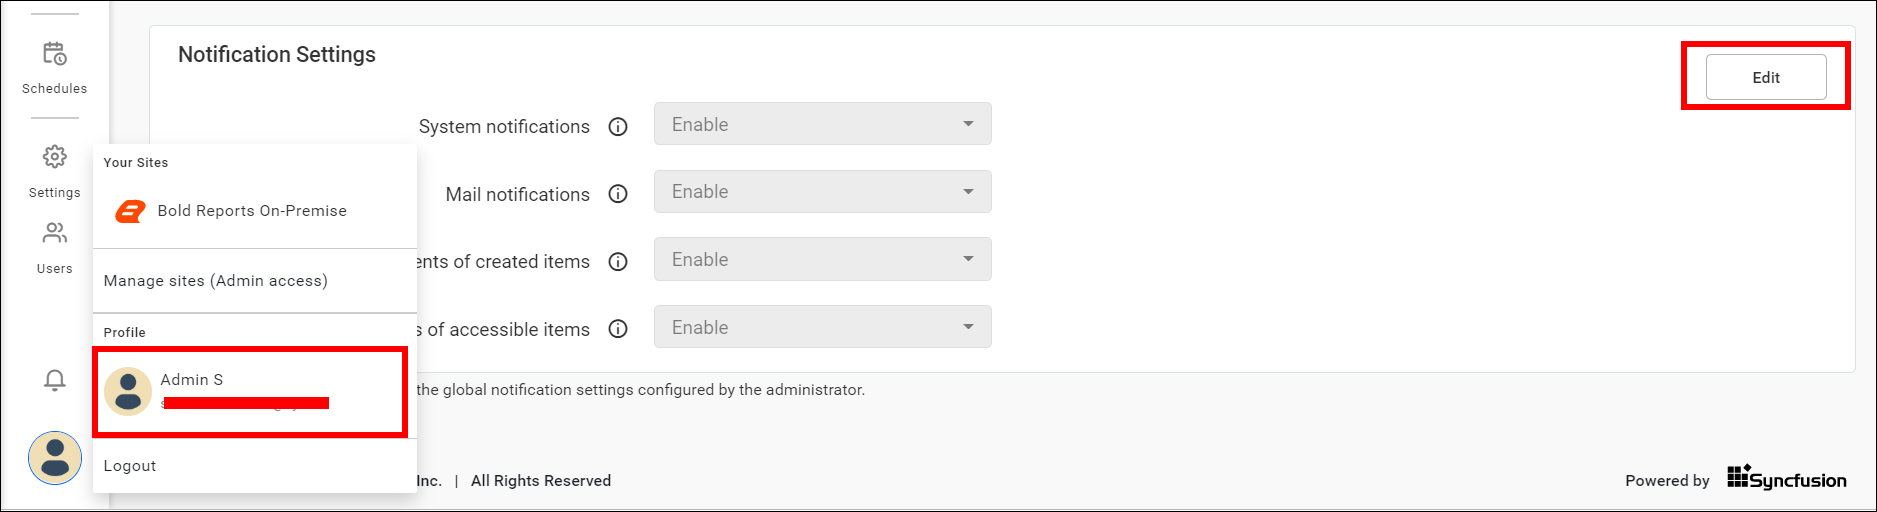 Schedules
Settings
Users
Your Sites
Bold Reports On-Premise
Manage sites (Admin access)
Profile
Admin S
Logout
Notification Settings
Edit
System notifications Enable
Mail notifications Enable
ents of created items Enable
s of accessible items Enable
the global notification settings configured by the administrator.
Inc. | All Rights Reserved
Powered by Syncfusion